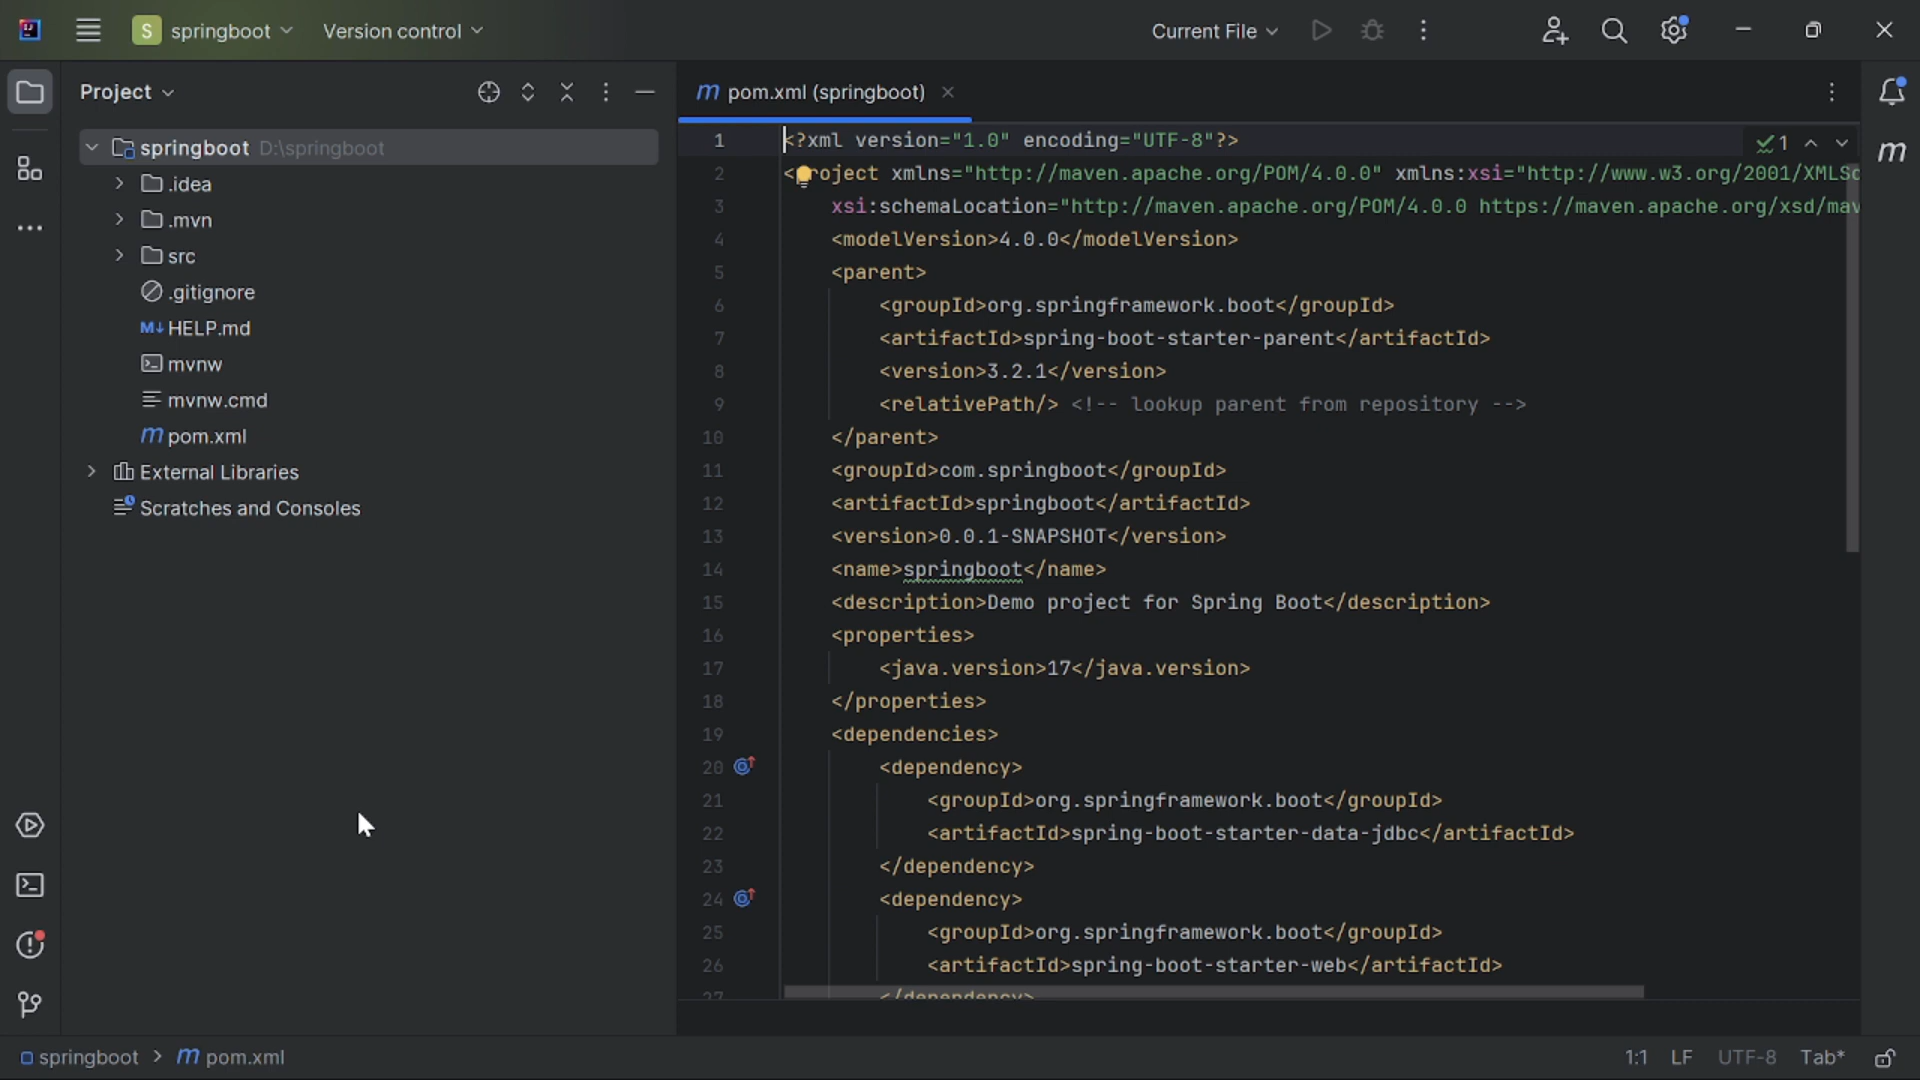 S springboot Version control Current File
Project
springboot D:\springboot
.idea
.mvn
src
.gitignore
M↓ HELP.md
mvnw
mvnw.cmd
m pom.xml
External Libraries
Scratches and Consoles
m pom.xml (springboot)
1 <?xml version="1.0" encoding="UTF-8"?>
✓1
m
2 <project xmlns="http://maven.apache.org/POM/4.0.0" xmlns:xsi="http://www.w3.org/2001/XMLSc
3 xsi:schemaLocation="http://maven.apache.org/POM/4.0.0 https://maven.apache.org/xsd/mav
4 <modelVersion>4.0.0</modelVersion>
5 <parent>
6 <groupId>org.springframework.boot</groupId>
7 <artifactId>spring-boot-starter-parent</artifactId>
8 <version>3.2.1</version>
9 <relativePath/> <!-- lookup parent from repository -->
10 </parent>
11 <groupId>com.springboot</groupId>
12 <artifactId>springboot</artifactId>
13 <version>0.0.1-SNAPSHOT</version>
14 <name>springboot</name>
15 <description>Demo project for Spring Boot</description>
16 <properties>
17 <java.version>17</java.version>
18 </properties>
19 <dependencies>
20 <dependency>
21 <groupId>org.springframework.boot</groupId>
22 <artifactId>spring-boot-starter-data-jdbc</artifactId>
23 </dependency>
24 <dependency>
25 <groupId>org.springframework.boot</groupId>
26 <artifactId>spring-boot-starter-web</artifactId>
27 </dependency>
springboot > m pom.xml 1:1 LF UTF-8 Tab*